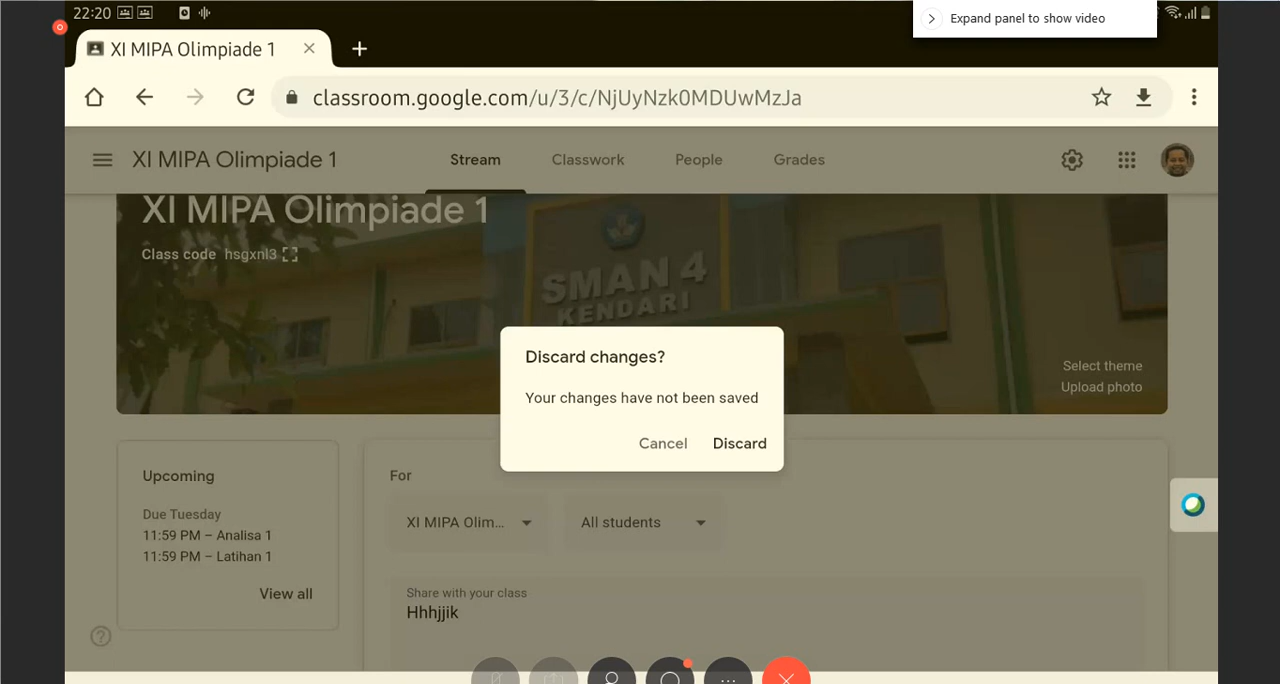 22:20
Expand panel to show video
XI MIPA Olimpiade 1
classroom.google.com/u/3/c/NjUyNzk0MDUwMzJa
XI MIPA Olimpiade 1
Stream
Classwork
People
Grades
XI MIPA Olimpiade 1
Class code hsgxnl3
SMAN 4
KENDARI
Select theme
Upload photo
Discard changes?
Your changes have not been saved
Cancel
Discard
Upcoming
Due Tuesday
11:59 PM – Analisa 1
11:59 PM – Latihan 1
View all
For
XI MIPA Olim...
All students
Share with your class
Hhhjjik